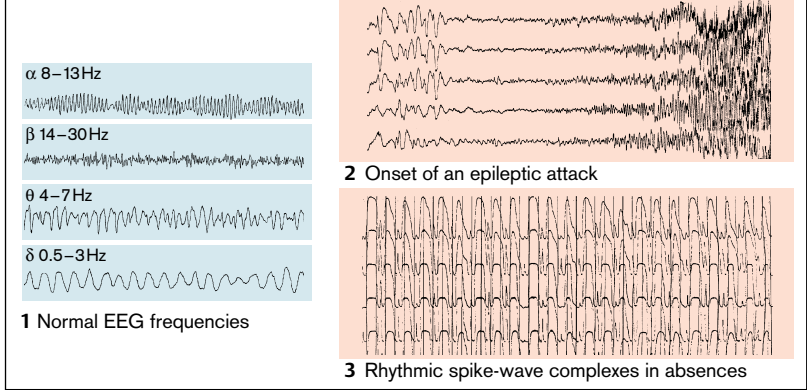 α 8–13 Hz
β 14–30 Hz
θ 4–7 Hz
δ 0.5–3 Hz
1 Normal EEG frequencies
2 Onset of an epileptic attack
3 Rhythmic spike-wave complexes in absences